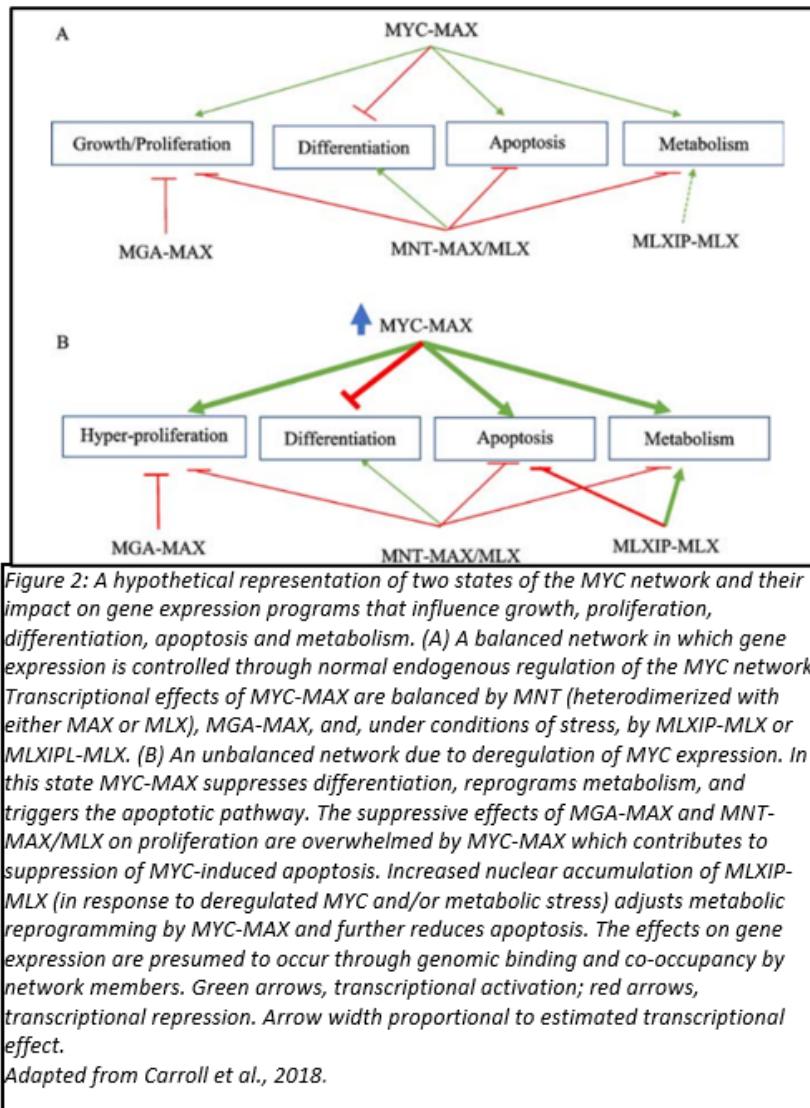 A
MYC-MAX
Growth/Proliferation
Differentiation
Apoptosis
Metabolism
MGA-MAX
MNT-MAX/MLX
MLXIP-MLX
MYC-MAX
B
Hyper-proliferation
Differentiation
Apoptosis
Metabolism
MGA-MAX
MNT-MAX/MLX
MLXIP-MLX
Figure 2: A hypothetical representation of two states of the MYC network and their
impact on gene expression programs that influence growth, proliferation,
differentiation, apoptosis and metabolism. (A) A balanced network in which gene
expression is controlled through normal endogenous regulation of the MYC network
Transcriptional effects of MYC-MAX are balanced by MNT (heterodimerized with
either MAX or MLX), MGA-MAX, and, under conditions of stress, by MLXIP-MLX or
MLXIPL-MLX. (B) An unbalanced network due to deregulation of MYC expression. In
this state MYC-MAX suppresses differentiation, reprograms metabolism, and
triggers the apoptotic pathway. The suppressive effects of MGA-MAX and MNT-
MAX/MLX on proliferation are overwhelmed by MYC-MAX which contributes to
suppression of MYC-induced apoptosis. Increased nuclear accumulation of MLXIP-
MLX (in response to deregulated MYC and/or metabolic stress) adjusts metabolic
reprogramming by MYC-MAX and further reduces apoptosis. The effects on gene
expression are presumed to occur through genomic binding and co-occupancy by
network members. Green arrows, transcriptional activation; red arrows,
transcriptional repression. Arrow width proportional to estimated transcriptional
effect.
Adapted from Carroll et al., 2018.